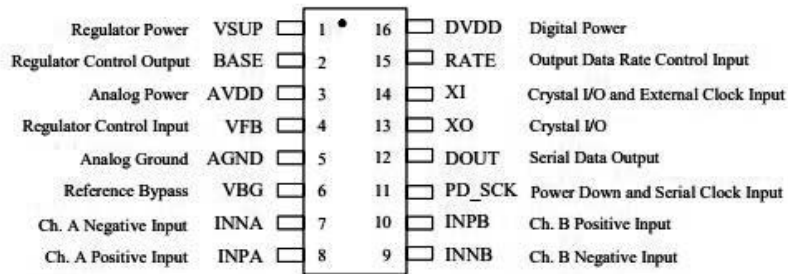 Regulator Power VSUP 1 16 DVDD Digital Power
Regulator Control Output BASE 2 15 RATE Output Data Rate Control Input
Analog Power AVDD 3 14 XI Crystal I/O and External Clock Input
Regulator Control Input VFB 4 13 XO Crystal I/O
Analog Ground AGND 5 12 DOUT Serial Data Output
Reference Bypass VBG 6 11 PD_SCK Power Down and Serial Clock Input
Ch. A Negative Input INNA 7 10 INPB Ch. B Positive Input
Ch. A Positive Input INPA 8 9 INNB Ch. B Negative Input